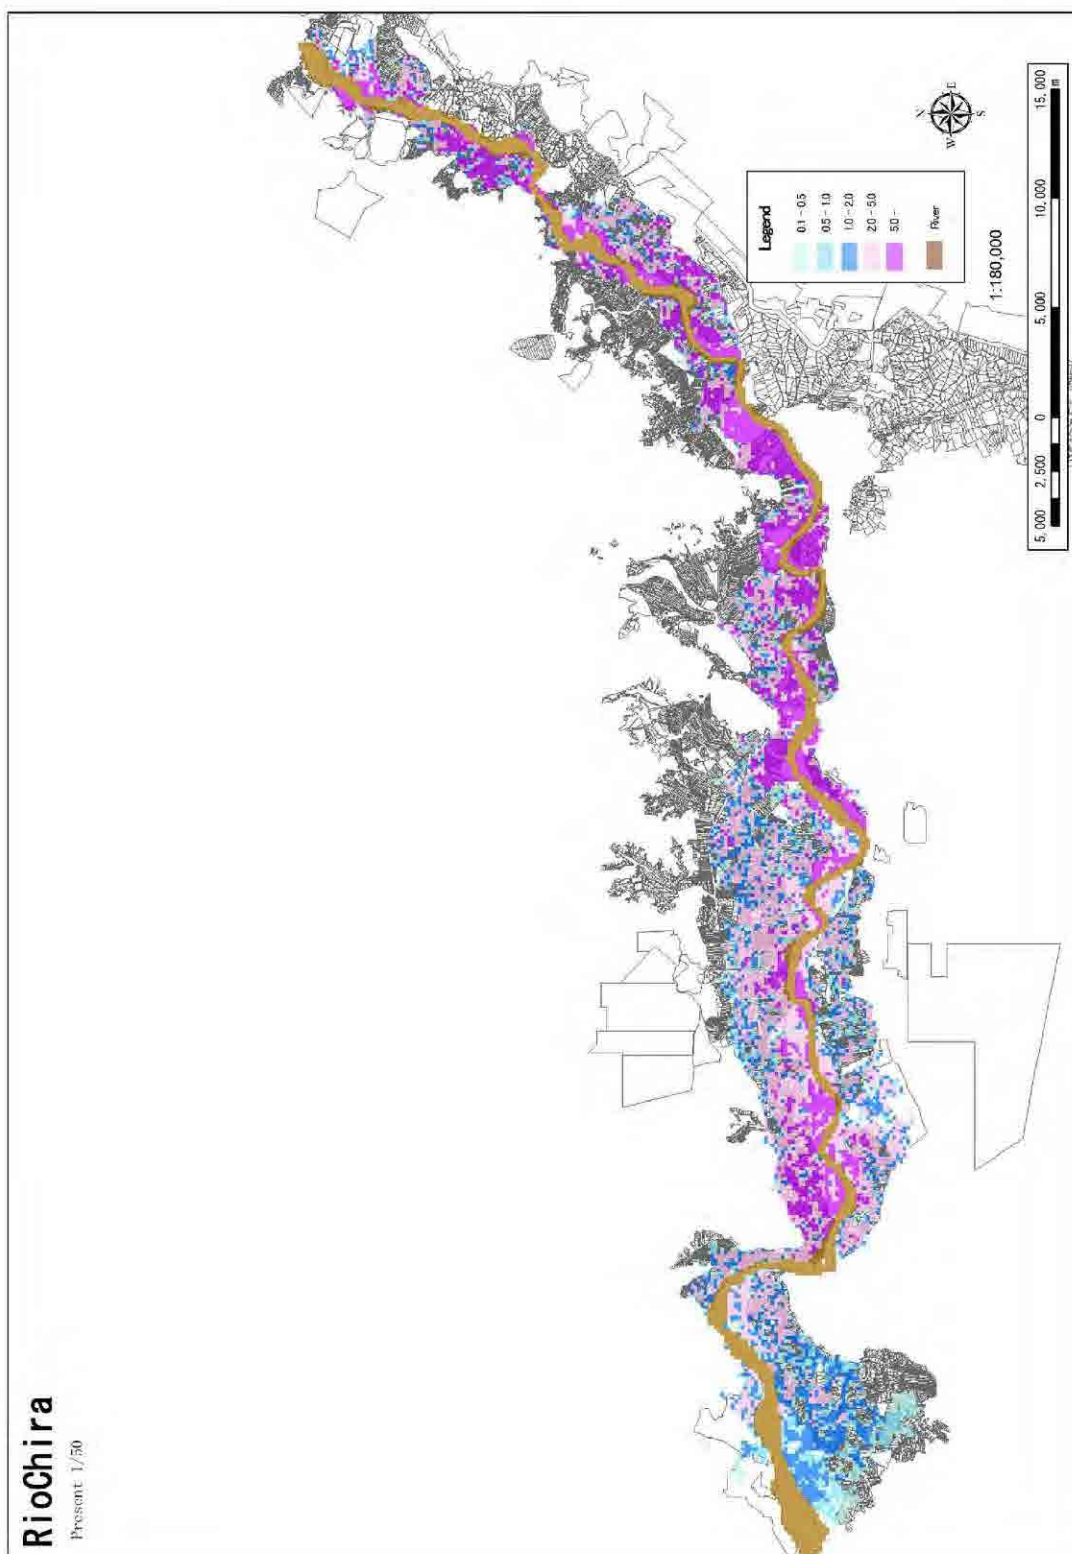 RioChira
Present 1/50
N
E
S
W
Legend
0.1 - 0.5
0.5 - 1.0
1.0 - 2.0
2.0 - 5.0
5.0 -
River
1:180,000
5,000 2,500 0 5,000 10,000 15,000
m